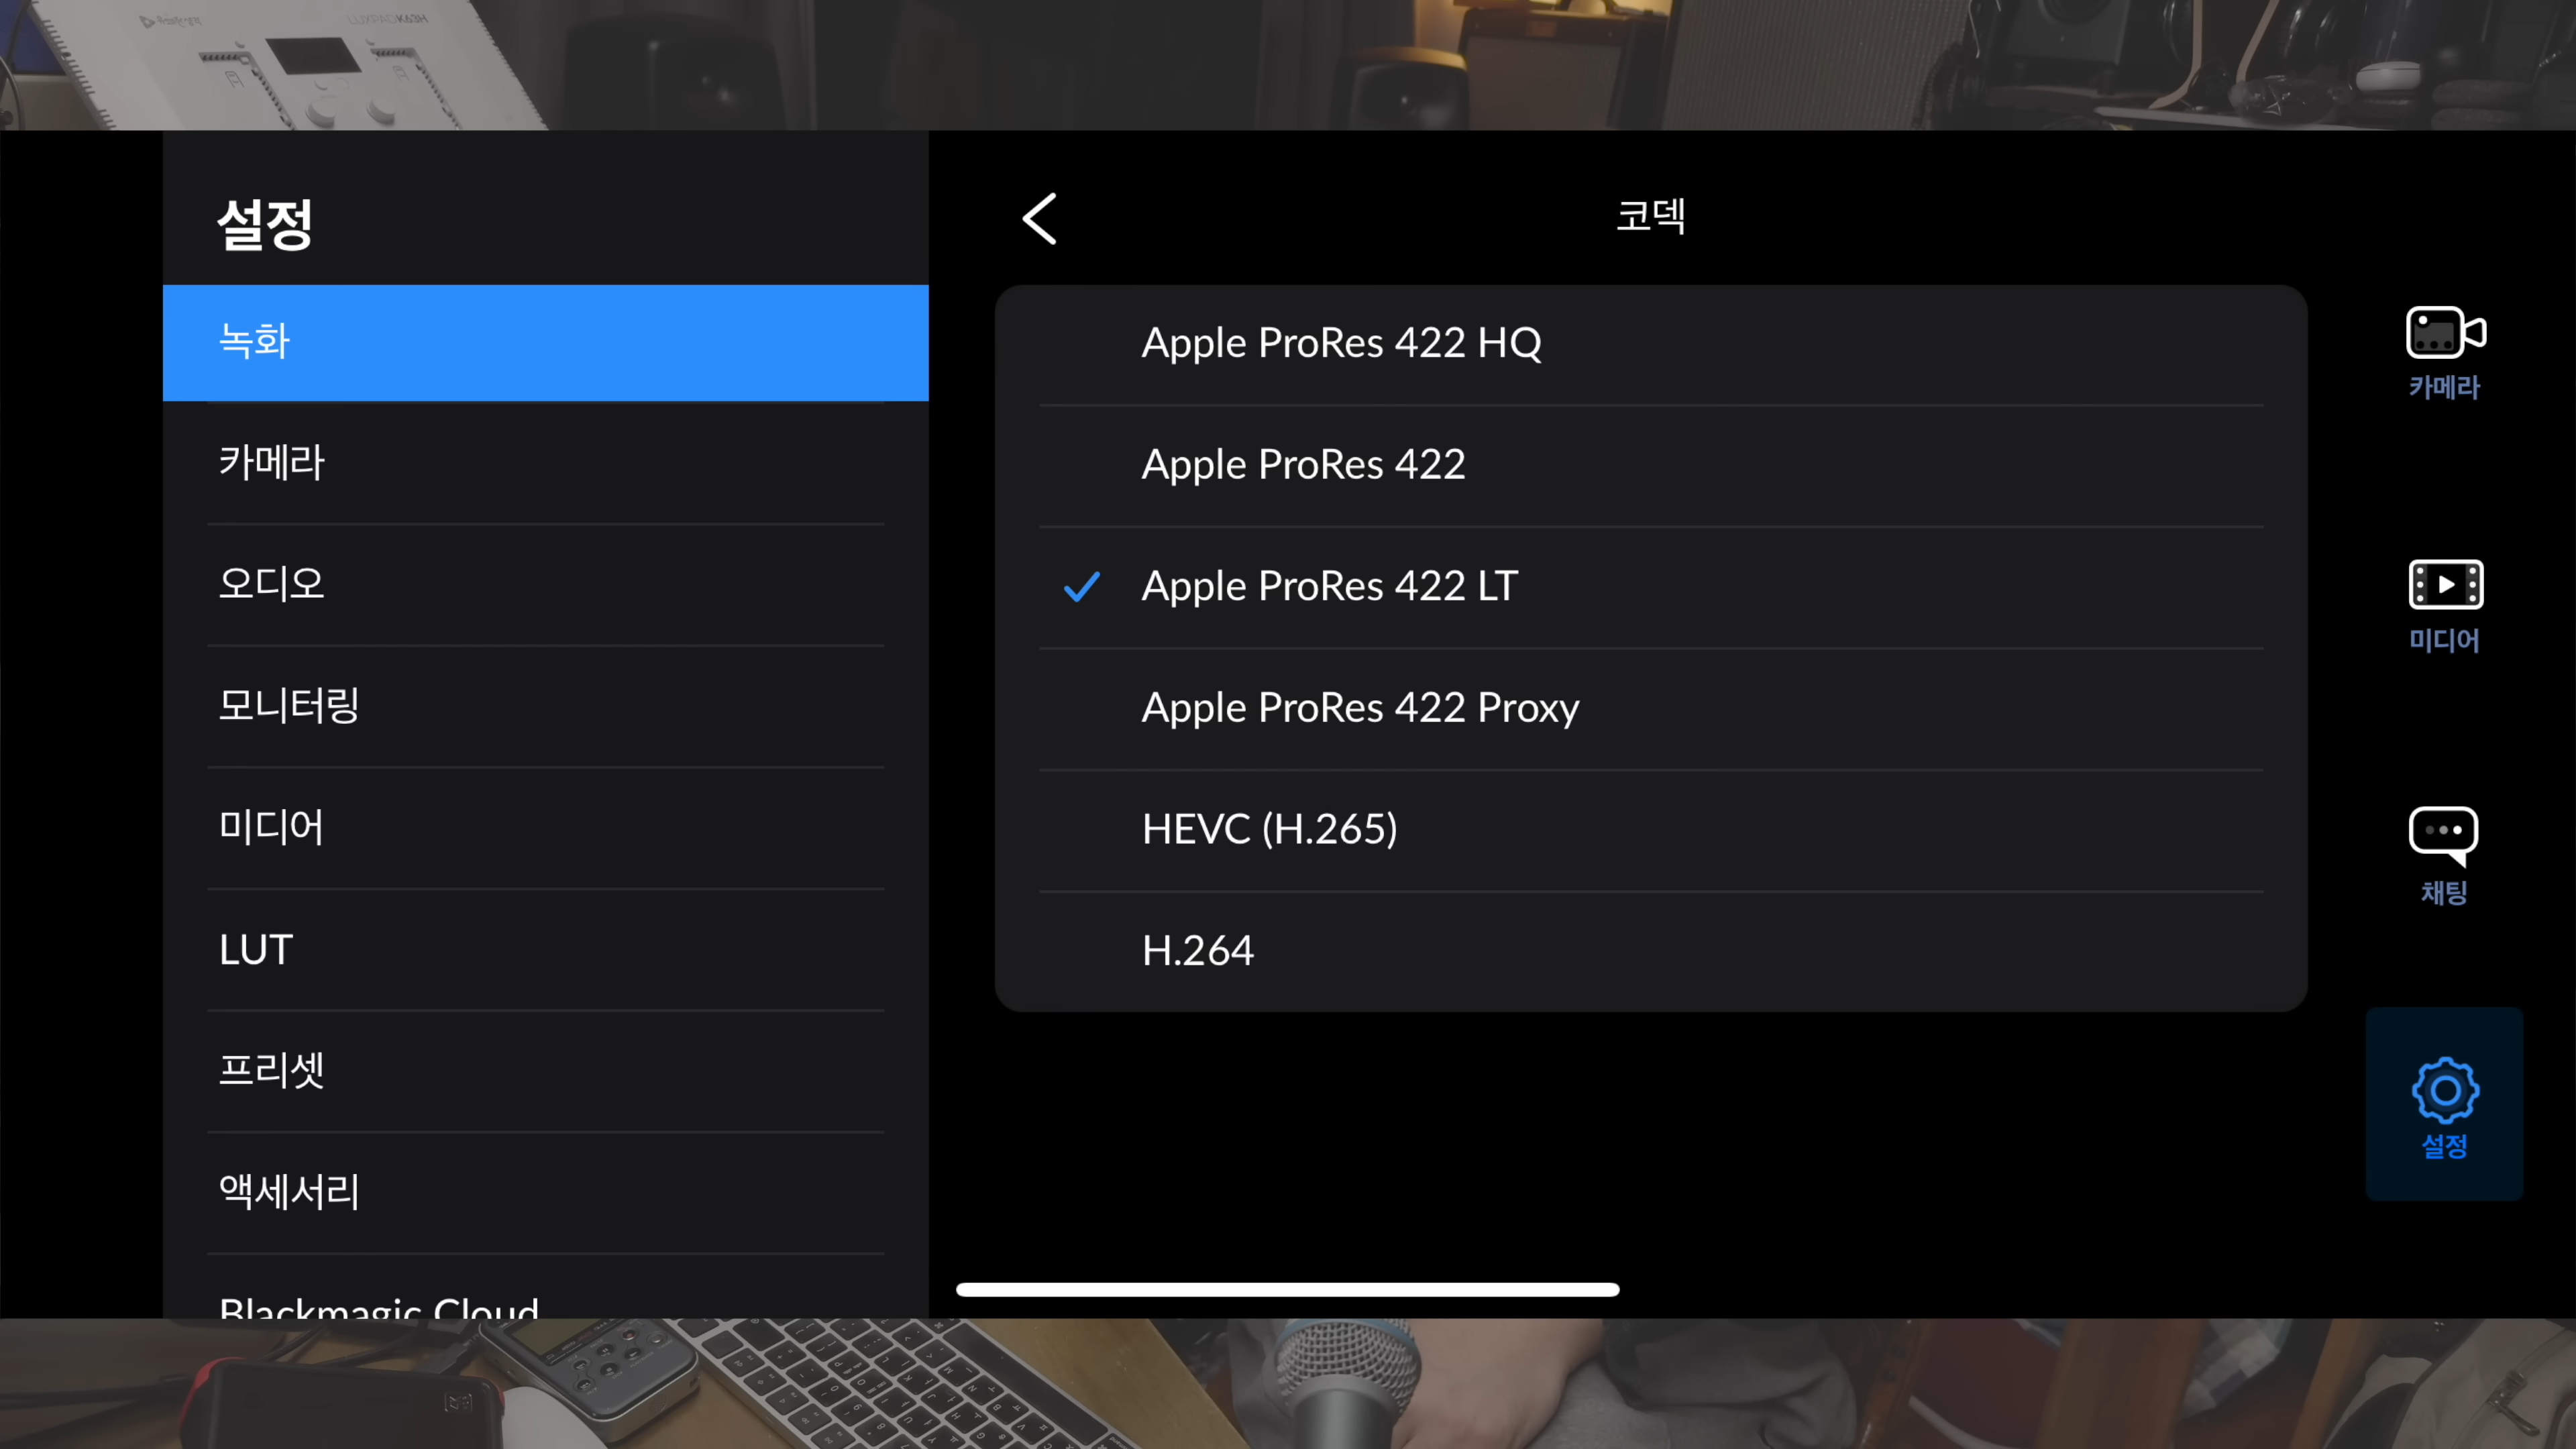 LUXPAD K63H
설정
녹화
카메라
오디오
모니터링
미디어
LUT
프리셋
액세서리
Blackmagic Cloud
코덱
Apple ProRes 422 HQ
Apple ProRes 422
Apple ProRes 422 LT
Apple ProRes 422 Proxy
HEVC (H.265)
H.264
카메라
미디어
채팅
설정